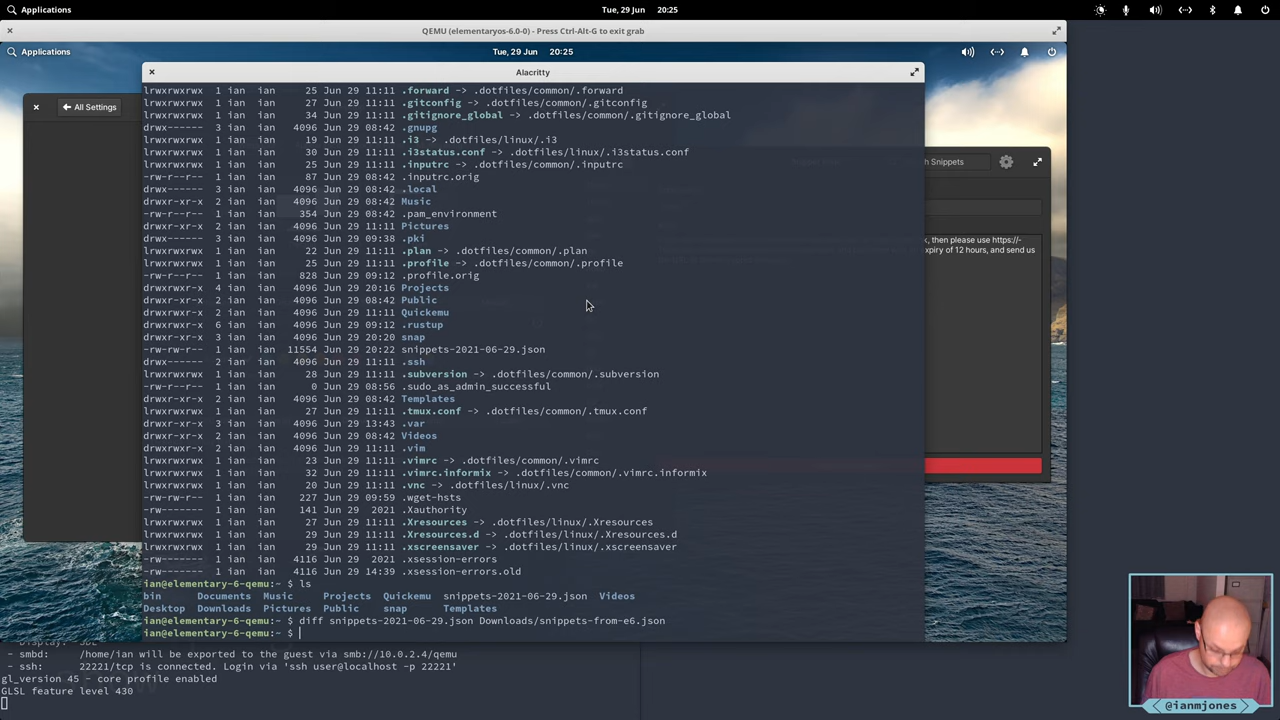 Applications
Tue, 29 Jun 20:25
QEMU (elementaryos-6.0-0) - Press Ctrl-Alt-G to exit grab
Applications
Tue, 29 Jun 20:25
Alacritty
All Settings
h Snippets
k, then please use https://-
expiry of 12 hours, and send us
lrwxrwxrwx 1 ian ian 25 Jun 29 11:11 .forward -> .dotfiles/common/.forward
lrwxrwxrwx 1 ian ian 27 Jun 29 11:11 .gitconfig -> .dotfiles/common/.gitconfig
lrwxrwxrwx 1 ian ian 34 Jun 29 11:11 .gitignore_global -> .dotfiles/common/.gitignore_global
drwx------ 3 ian ian 4096 Jun 29 08:42 .gnupg
lrwxrwxrwx 1 ian ian 19 Jun 29 11:11 .i3 -> .dotfiles/linux/.i3
lrwxrwxrwx 1 ian ian 30 Jun 29 11:11 .i3status.conf -> .dotfiles/linux/.i3status.conf
lrwxrwxrwx 1 ian ian 25 Jun 29 11:11 .inputrc -> .dotfiles/common/.inputrc
-rw-r--r-- 1 ian ian 87 Jun 29 08:42 .inputrc.orig
drwx------ 3 ian ian 4096 Jun 29 08:42 .local
drwxr-xr-x 2 ian ian 4096 Jun 29 08:42 Music
-rw-r--r-- 1 ian ian 354 Jun 29 08:42 .pam_environment
drwxr-xr-x 2 ian ian 4096 Jun 29 11:11 Pictures
drwx------ 3 ian ian 4096 Jun 29 09:38 .pki
lrwxrwxrwx 1 ian ian 22 Jun 29 11:11 .plan -> .dotfiles/common/.plan
lrwxrwxrwx 1 ian ian 25 Jun 29 11:11 .profile -> .dotfiles/common/.profile
-rw-r--r-- 1 ian ian 828 Jun 29 09:12 .profile.orig
drwxr-xr-x 4 ian ian 4096 Jun 29 20:16 Projects
drwxr-xr-x 2 ian ian 4096 Jun 29 08:42 Public
drwxr-xr-x 2 ian ian 4096 Jun 29 11:11 Quickemu
drwxr-xr-x 6 ian ian 4096 Jun 29 09:12 .rustup
drwxr-xr-x 3 ian ian 4096 Jun 29 20:20 snap
-rw-rw-r-- 1 ian ian 11554 Jun 29 20:22 snippets-2021-06-29.json
drwx------ 2 ian ian 4096 Jun 29 11:11 .ssh
lrwxrwxrwx 1 ian ian 28 Jun 29 11:11 .subversion -> .dotfiles/common/.subversion
-rw-r--r-- 1 ian ian 0 Jun 29 08:56 .sudo_as_admin_successful
drwxr-xr-x 2 ian ian 4096 Jun 29 08:42 Templates
lrwxrwxrwx 1 ian ian 27 Jun 29 11:11 .tmux.conf -> .dotfiles/common/.tmux.conf
drwxr-xr-x 3 ian ian 4096 Jun 29 13:43 .var
drwxr-xr-x 2 ian ian 4096 Jun 29 08:42 Videos
drwxrwxr-x 2 ian ian 4096 Jun 29 08:42 .vim
lrwxrwxrwx 1 ian ian 23 Jun 29 11:11 .vimrc -> .dotfiles/common/.vimrc
lrwxrwxrwx 1 ian ian 32 Jun 29 11:11 .vimrc.informix -> .dotfiles/common/.vimrc.informix
lrwxrwxrwx 1 ian ian 20 Jun 29 11:11 .vnc -> .dotfiles/linux/.vnc
-rw-rw-r-- 1 ian ian 227 Jun 29 09:59 .wget-hsts
-rw------- 1 ian ian 141 Jun 29 2021 .Xauthority
lrwxrwxrwx 1 ian ian 27 Jun 29 11:11 .Xresources -> .dotfiles/linux/.Xresources
lrwxrwxrwx 1 ian ian 29 Jun 29 11:11 .Xresources.d -> .dotfiles/linux/.Xresources.d
lrwxrwxrwx 1 ian ian 29 Jun 29 11:11 .xscreensaver -> .dotfiles/linux/.xscreensaver
-rw------- 1 ian ian 4116 Jun 29 2021 .xsession-errors
-rw------- 1 ian ian 4116 Jun 29 14:39 .xsession-errors.old
ian@elementary-6-qemu:~ $ ls
bin Documents Music Projects Quickemu snippets-2021-06-29.json Videos
Desktop Downloads Pictures Public snap Templates
ian@elementary-6-qemu:~ $ diff snippets-2021-06-29.json Downloads/snippets-from-e6.json
ian@elementary-6-qemu:~ $
- smbd: /home/ian will be exported to the guest via smb://10.0.2.4/qemu
- ssh: 22221/tcp is connected. Login via 'ssh user@localhost -p 22221'
gl_version 45 - core profile enabled
GLSL feature level 430
@ianmjones